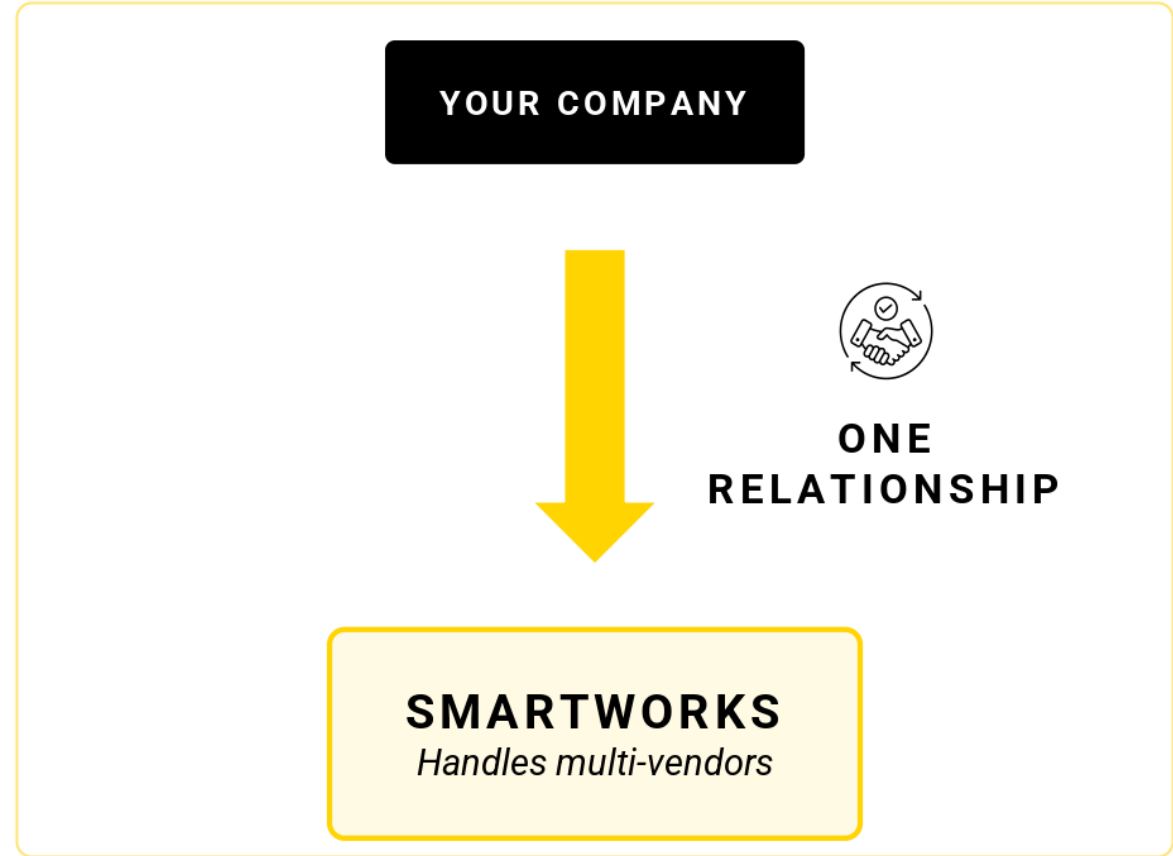 YOUR COMPANY
ONE
RELATIONSHIP
SMARTWORKS
Handles multi-vendors